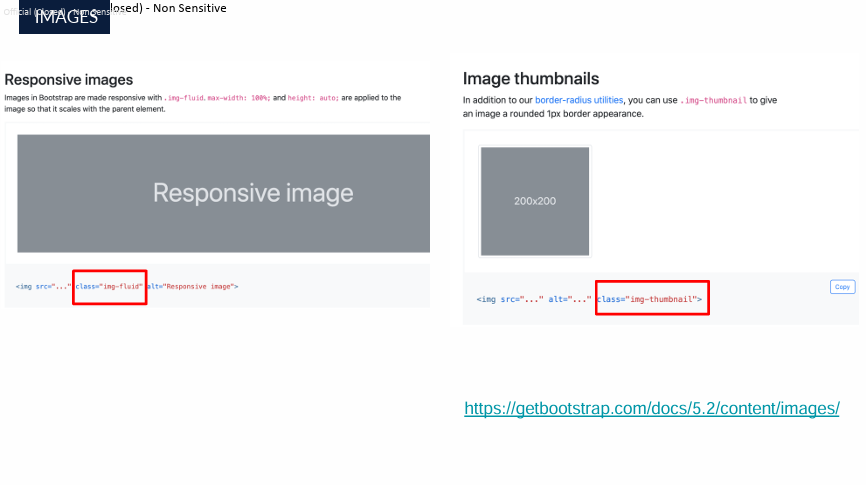 Official (Closed) - Non Sensitive
losed) - Non Sensitive
IMAGES
Responsive images
Images in Bootstrap are made responsive with .img-fluid. max-width: 100%; and height: auto; are applied to the
image so that it scales with the parent element.
Responsive image
<img src="..." class="img-fluid" alt="Responsive image">
Image thumbnails
In addition to our border-radius utilities, you can use .img-thumbnail to give
an image a rounded 1px border appearance.
200x200
Copy
<img src="..." alt="..." class="img-thumbnail">
https://getbootstrap.com/docs/5.2/content/images/